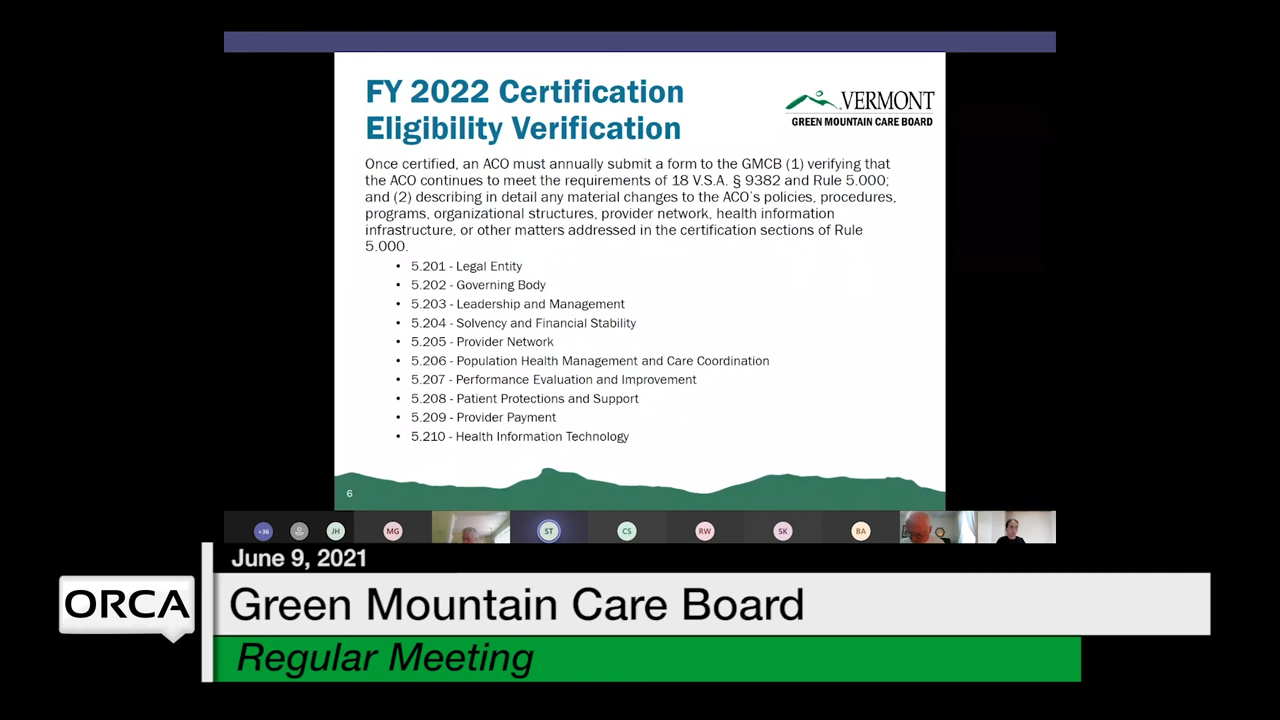 FY 2022 Certification
Eligibility Verification
VERMONT
GREEN MOUNTAIN CARE BOARD
Once certified, an ACO must annually submit a form to the GMCB (1) verifying that
the ACO continues to meet the requirements of 18 V.S.A. § 9382 and Rule 5.000;
and (2) describing in detail any material changes to the ACO's policies, procedures,
programs, organizational structures, provider network, health information
infrastructure, or other matters addressed in the certification sections of Rule
5.000.
• 5.201 - Legal Entity
• 5.202 - Governing Body
• 5.203 - Leadership and Management
• 5.204 - Solvency and Financial Stability
• 5.205 - Provider Network
• 5.206 - Population Health Management and Care Coordination
• 5.207 - Performance Evaluation and Improvement
• 5.208 - Patient Protections and Support
• 5.209 - Provider Payment
• 5.210 - Health Information Technology
6
+36 JH MG ST CS RW SK BA
June 9, 2021
ORCA
Green Mountain Care Board
Regular Meeting